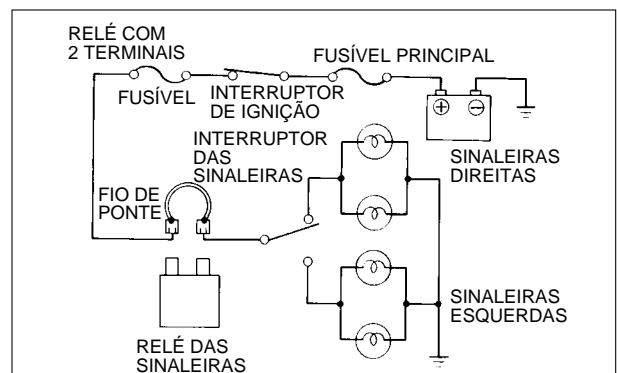 RELÉ COM
2 TERMINAIS
FUSÍVEL PRINCIPAL
FUSÍVEL
INTERRUPTOR
DE IGNIÇÃO
INTERRUPTOR
DAS
SINALEIRAS
SINALEIRAS
DIREITAS
FIO DE
PONTE
SINALEIRAS
ESQUERDAS
RELÉ DAS
SINALEIRAS